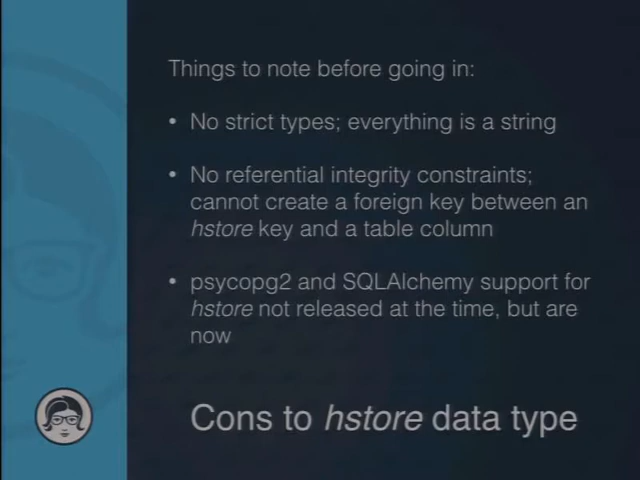 Things to note before going in:
• No strict types; everything is a string
• No referential integrity constraints;
cannot create a foreign key between an
hstore key and a table column
• psycopg2 and SQLAlchemy support for
hstore not released at the time, but are
now
Cons to hstore data type